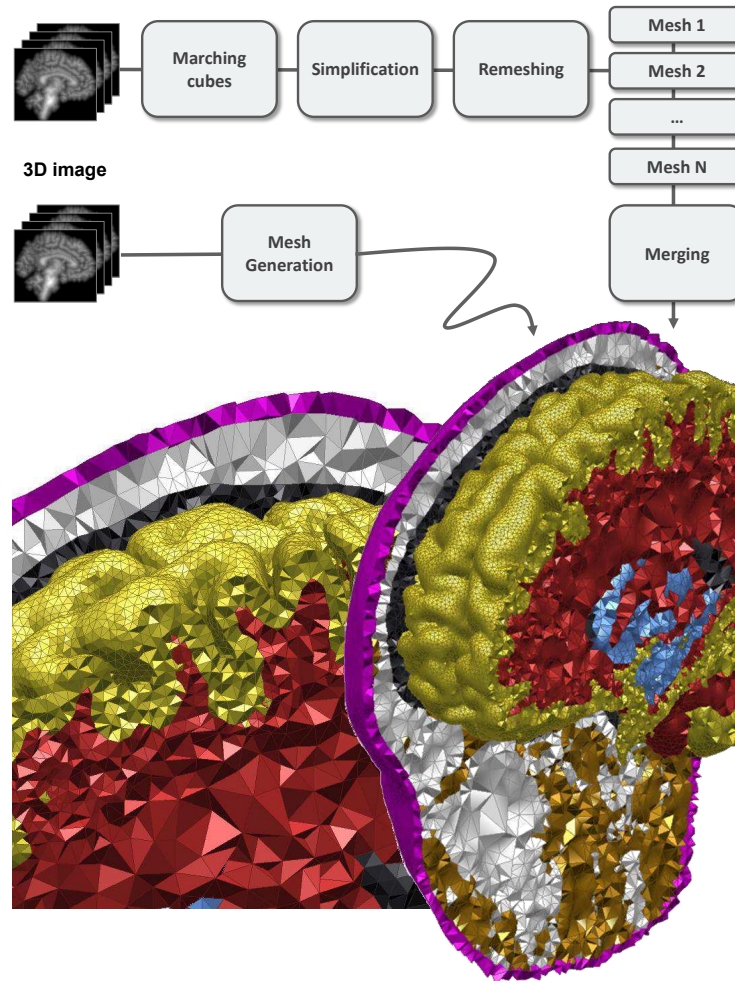 Mesh 1
Marching
cubes
Simplification
Remeshing
Mesh 2
...
Mesh N
3D image
Mesh
Generation
Merging